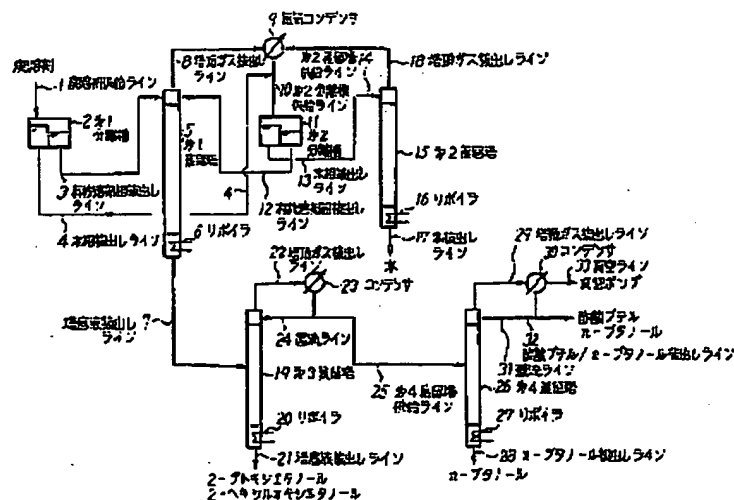 9 蒸気コンデンサ
8 塔頂ガス抜出し
ライン
18 塔頂ガス抜出しライン
廃溶剤
1 廃溶剤供給ライン
2 第1
分離槽
10 第2分離槽
供給ライン
第2蒸留塔
供給ライン
14
11
第2
分離槽
5
第1
蒸留塔
15 第2蒸留塔
13 水相抜出し
ライン
4
12 有機溶剤相抜出しライン
3 有機溶剤相抜出し
ライン
4 水相抜出しライン
6 リボイラ
16 リボイラ
17 水抜出し
ライン
水
22 塔頂ガス抜出し
ライン
23 コンデンサ
29 塔頂ガス抜出しライン
30 コンデンサ
33 真空ライン
真空ポンプ
塔底液抜出し
ライン
7
24 還流ライン
酢酸ブチル
n-ブタノール
32
酢酸ブチル/n-ブタノール抜出しライン
31 還流ライン
19 第3蒸留塔
25 第4蒸留塔
供給ライン
26 第4蒸留塔
20 リボイラ
27 リボイラ
21 塔底液抜出しライン
28 n-ブタノール抜出しライン
2-ブトキシエタノール
2-ヘキシルオキシエタノール
n-ブタノール